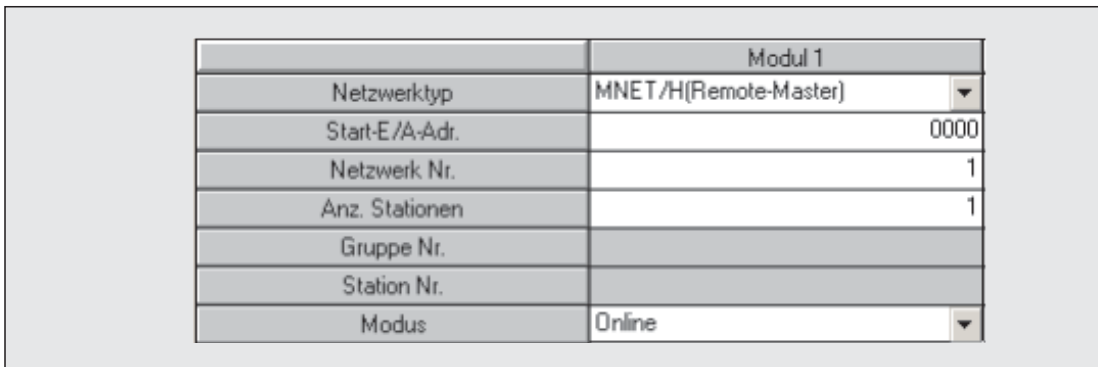 Modul 1
Netzwerktyp MNET/H(Remote-Master)
Start-E/A-Adr. 0000
Netzwerk Nr. 1
Anz. Stationen 1
Gruppe Nr.
Station Nr.
Modus Online